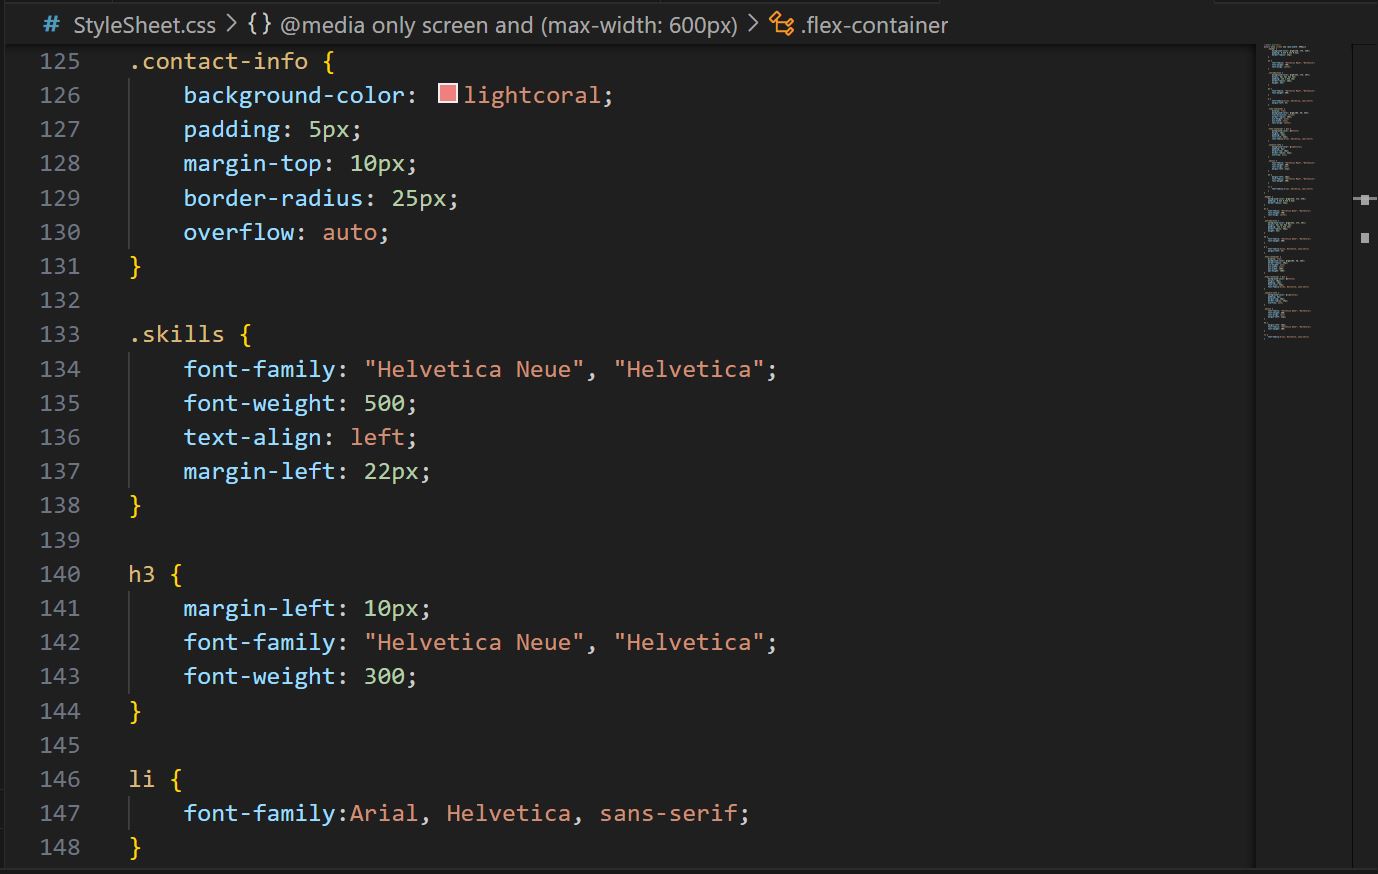 # StyleSheet.css > {} @media only screen and (max-width: 600px) > .flex-container
125 .contact-info {
126 background-color: lightcoral;
127 padding: 5px;
128 margin-top: 10px;
129 border-radius: 25px;
130 overflow: auto;
131 }
132
133 .skills {
134 font-family: "Helvetica Neue", "Helvetica";
135 font-weight: 500;
136 text-align: left;
137 margin-left: 22px;
138 }
139
140 h3 {
141 margin-left: 10px;
142 font-family: "Helvetica Neue", "Helvetica";
143 font-weight: 300;
144 }
145
146 li {
147 font-family:Arial, Helvetica, sans-serif;
148 }